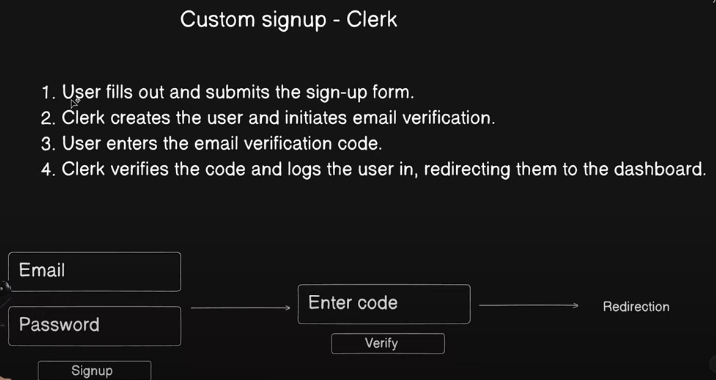 Custom signup - Clerk
1. User fills out and submits the sign-up form.
2. Clerk creates the user and initiates email verification.
3. User enters the email verification code.
4. Clerk verifies the code and logs the user in, redirecting them to the dashboard.
Email
Password
Signup
Enter code
Verify
Redirection